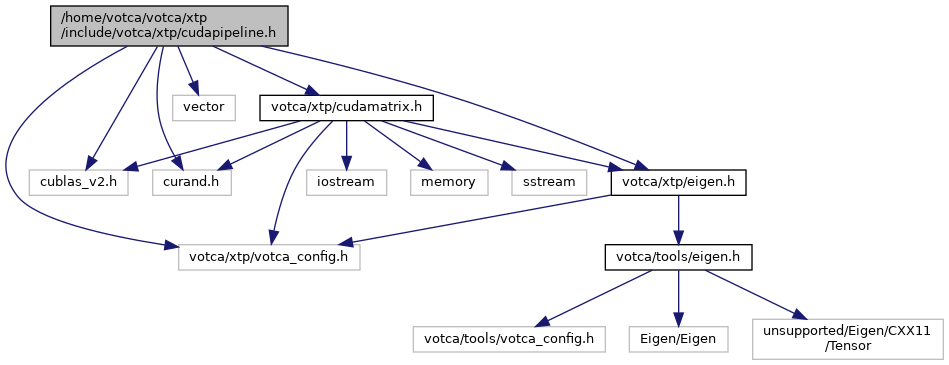 /home/votca/votca/xtp
/include/votca/xtp/cudapipeline.h
vector
votca/xtp/cudamatrix.h
cublas_v2.h
curand.h
iostream
memory
sstream
votca/xtp/eigen.h
votca/xtp/votca_config.h
votca/tools/eigen.h
votca/tools/votca_config.h
Eigen/Eigen
unsupported/Eigen/CXX11
/Tensor